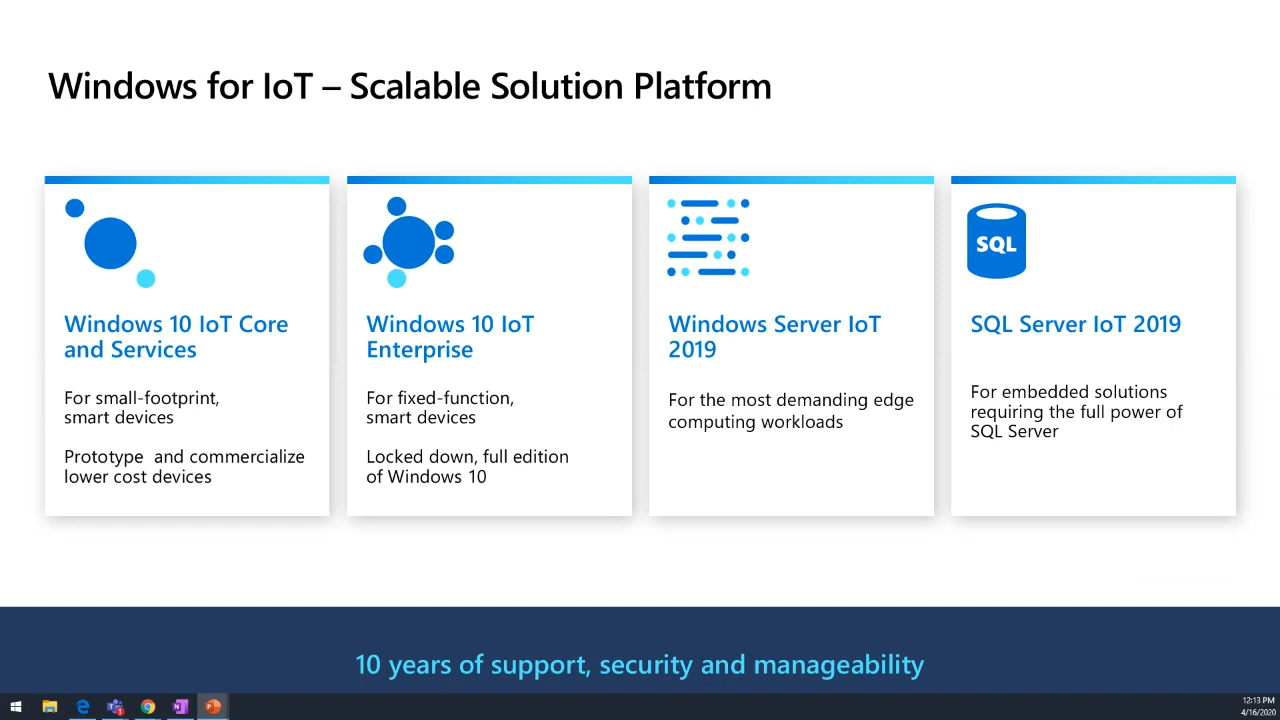 Windows for IoT – Scalable Solution Platform
Windows 10 IoT Core
and Services
For small-footprint,
smart devices
Prototype  and commercialize
lower cost devices
Windows 10 IoT
Enterprise
For fixed-function,
smart devices
Locked down, full edition
of Windows 10
Windows Server IoT
2019
For the most demanding edge
computing workloads
SQL
SQL Server IoT 2019
For embedded solutions
requiring the full power of
SQL Server
10 years of support, security and manageability
12:13 PM
4/16/2020